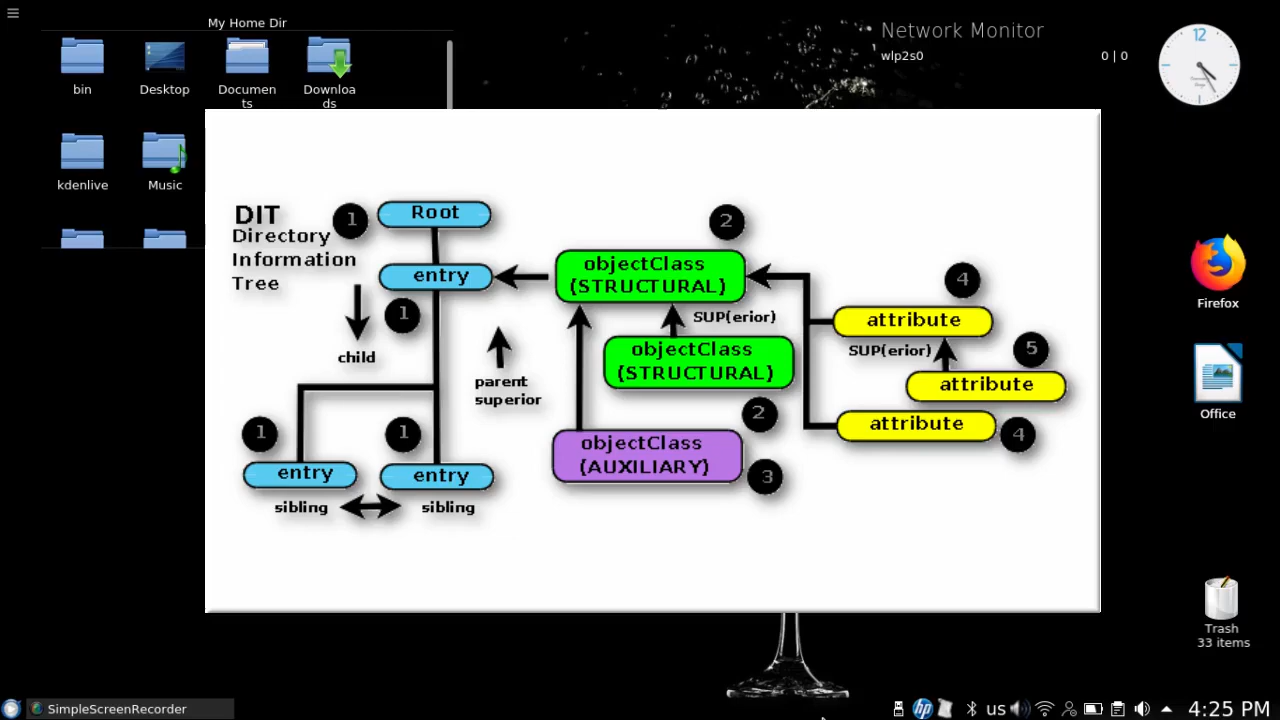 My Home Dir
bin
Desktop
Documen
ts
Downloa
ds
kdenlive
Music
Network Monitor
wlp2s0
0 | 0
12
DIT
Directory
Information
Tree
1
Root
entry
1
child
parent
superior
1
entry
1
entry
sibling
sibling
2
objectClass
(STRUCTURAL)
SUP(erior)
objectClass
(STRUCTURAL)
2
objectClass
(AUXILIARY)
3
4
attribute
SUP(erior)
5
attribute
attribute
4
Firefox
Office
Trash
33 items
SimpleScreenRecorder
us
4:25 PM